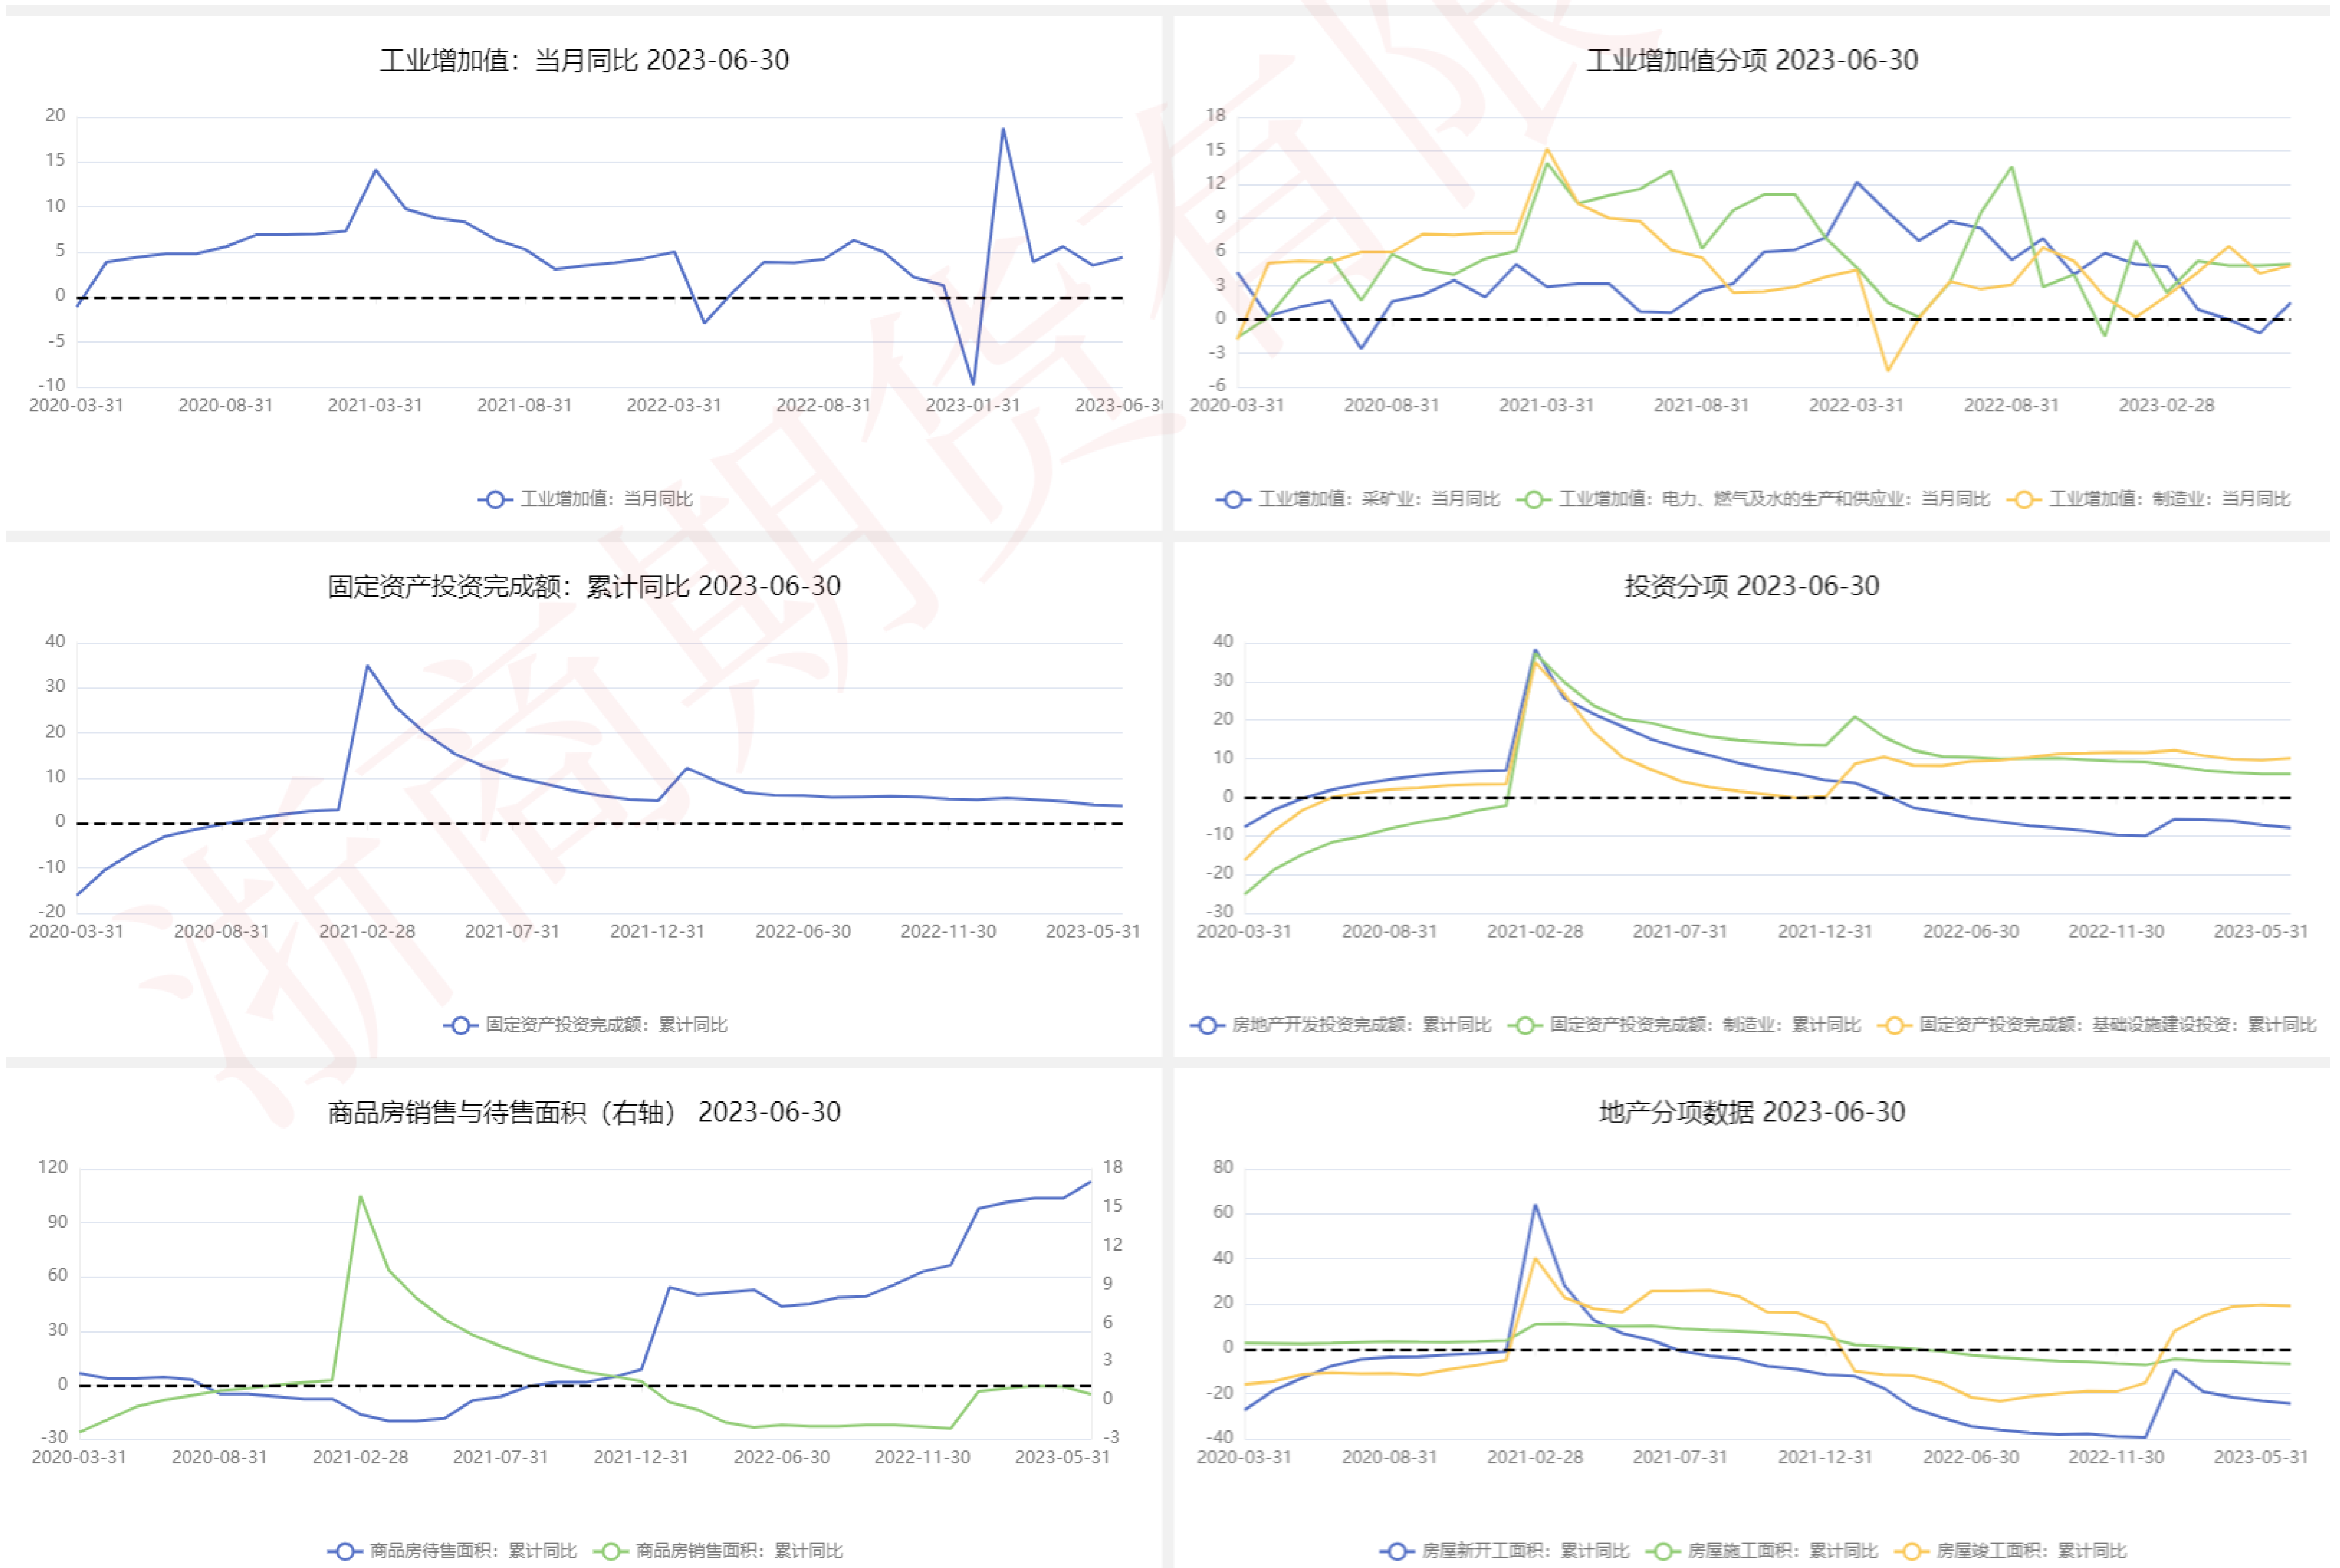 工业增加值：当月同比 2023-06-30
20
15
10
5
0
-5
-10
2020-03-31 2020-08-31 2021-03-31 2021-08-31 2022-03-31 2022-08-31 2023-01-31 2023-06-30
工业增加值：当月同比
工业增加值分项 2023-06-30
18
15
12
9
6
3
0
-3
-6
2020-03-31 2020-08-31 2021-03-31 2021-08-31 2022-03-31 2022-08-31 2023-02-28
工业增加值：采矿业：当月同比 工业增加值：电力、燃气及水的生产和供应业：当月同比 工业增加值：制造业：当月同比
固定资产投资完成额：累计同比 2023-06-30
40
30
20
10
0
-10
-20
2020-03-31 2020-08-31 2021-02-28 2021-07-31 2021-12-31 2022-06-30 2022-11-30 2023-05-31
固定资产投资完成额：累计同比
投资分项 2023-06-30
40
30
20
10
0
-10
-20
-30
2020-03-31 2020-08-31 2021-02-28 2021-07-31 2021-12-31 2022-06-30 2022-11-30 2023-05-31
房地产开发投资完成额：累计同比 固定资产投资完成额：制造业：累计同比 固定资产投资完成额：基础设施建设投资：累计同比
商品房销售与待售面积（右轴） 2023-06-30
120
90
60
30
0
-30
18
15
12
9
6
3
0
-3
2020-03-31 2020-08-31 2021-02-28 2021-07-31 2021-12-31 2022-06-30 2022-11-30 2023-05-31
商品房待售面积：累计同比 商品房销售面积：累计同比
地产分项数据 2023-06-30
80
60
40
20
0
-20
-40
2020-03-31 2020-08-31 2021-02-28 2021-07-31 2021-12-31 2022-06-30 2022-11-30 2023-05-31
房屋新开工面积：累计同比 房屋施工面积：累计同比 房屋竣工面积：累计同比
浙商期货有限